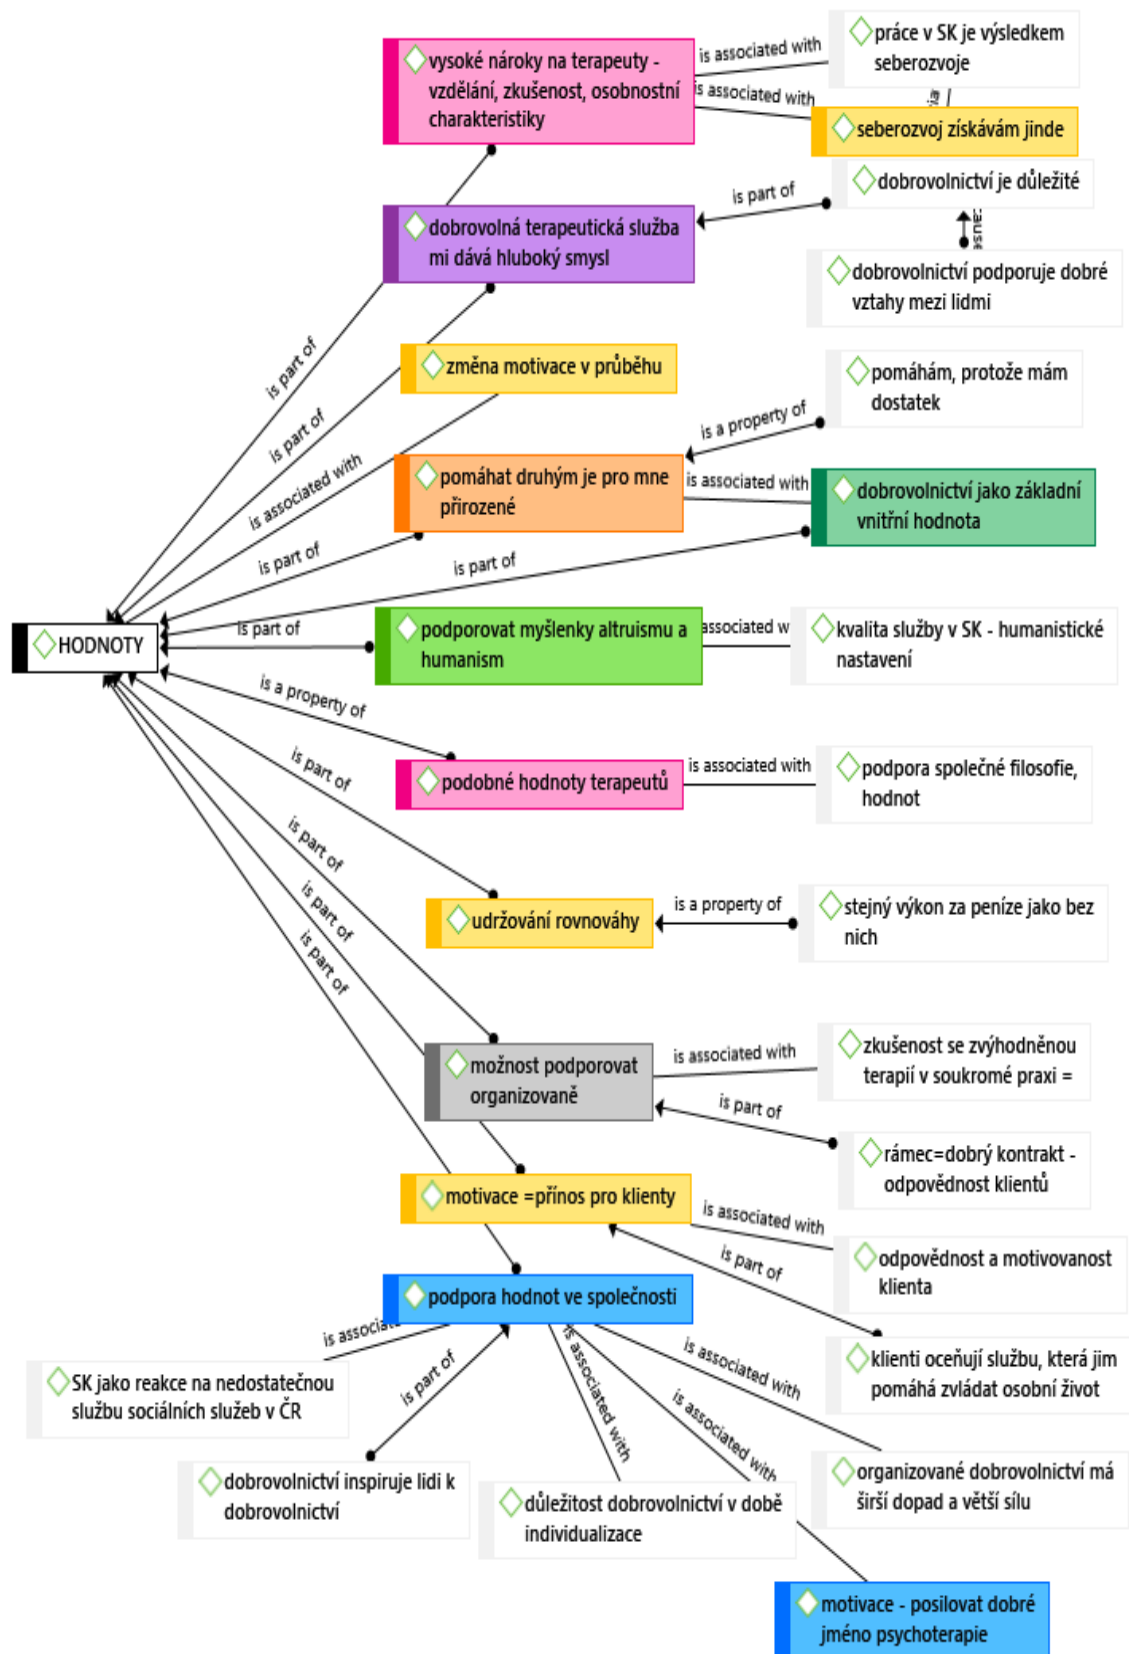 práce v SK je výsledkem
seberozvoje
is associated with
vysoké nároky na terapeuty -
vzdělání, zkušenost, osobnostní
charakteristiky
is associated with
is
seberozvoj získávám jinde
dobrovolnictví je důležité
is part of
dobrovolná terapeutická služba
mi dává hluboký smysl
cause
dobrovolnictví podporuje dobré
vztahy mezi lidmi
is part of
změna motivace v průběhu
pomáhám, protože mám
dostatek
is part of
is a property of
is associated with
pomáhat druhým je pro mne
přirozené
is associated with
dobrovolnictví jako základní
vnitřní hodnota
is part of
is part of
HODNOTY
is part of
podporovat myšlenky altruismu a
humanism
associated w
kvalita služby v SK - humanistické
nastavení
is a property of
is part of
podobné hodnoty terapeutů
is associated with
podpora společné filosofie,
hodnot
is part of
is part of
is part of
udržování rovnováhy
is a property of
stejný výkon za peníze jako bez
nich
možnost podporovat
organizovaně
is associated with
zkušenost se zvýhodněnou
terapií v soukromé praxi =
is part of
rámec=dobrý kontrakt -
odpovědnost klientů
motivace =přínos pro klienty
is associated with
odpovědnost a motivovanost
klienta
is part of
klienti oceňují službu, která jim
pomáhá zvládat osobní život
podpora hodnot ve společnosti
is associate
SK jako reakce na nedostatečnou
službu sociálních služeb v ČR
is part of
dobrovolnictví inspiruje lidi k
dobrovolnictví
is associated with
důležitost dobrovolnictví v době
individualizace
is associated with
is associated with
organizované dobrovolnictví má
širší dopad a větší sílu
motivace - posilovat dobré
jméno psychoterapie